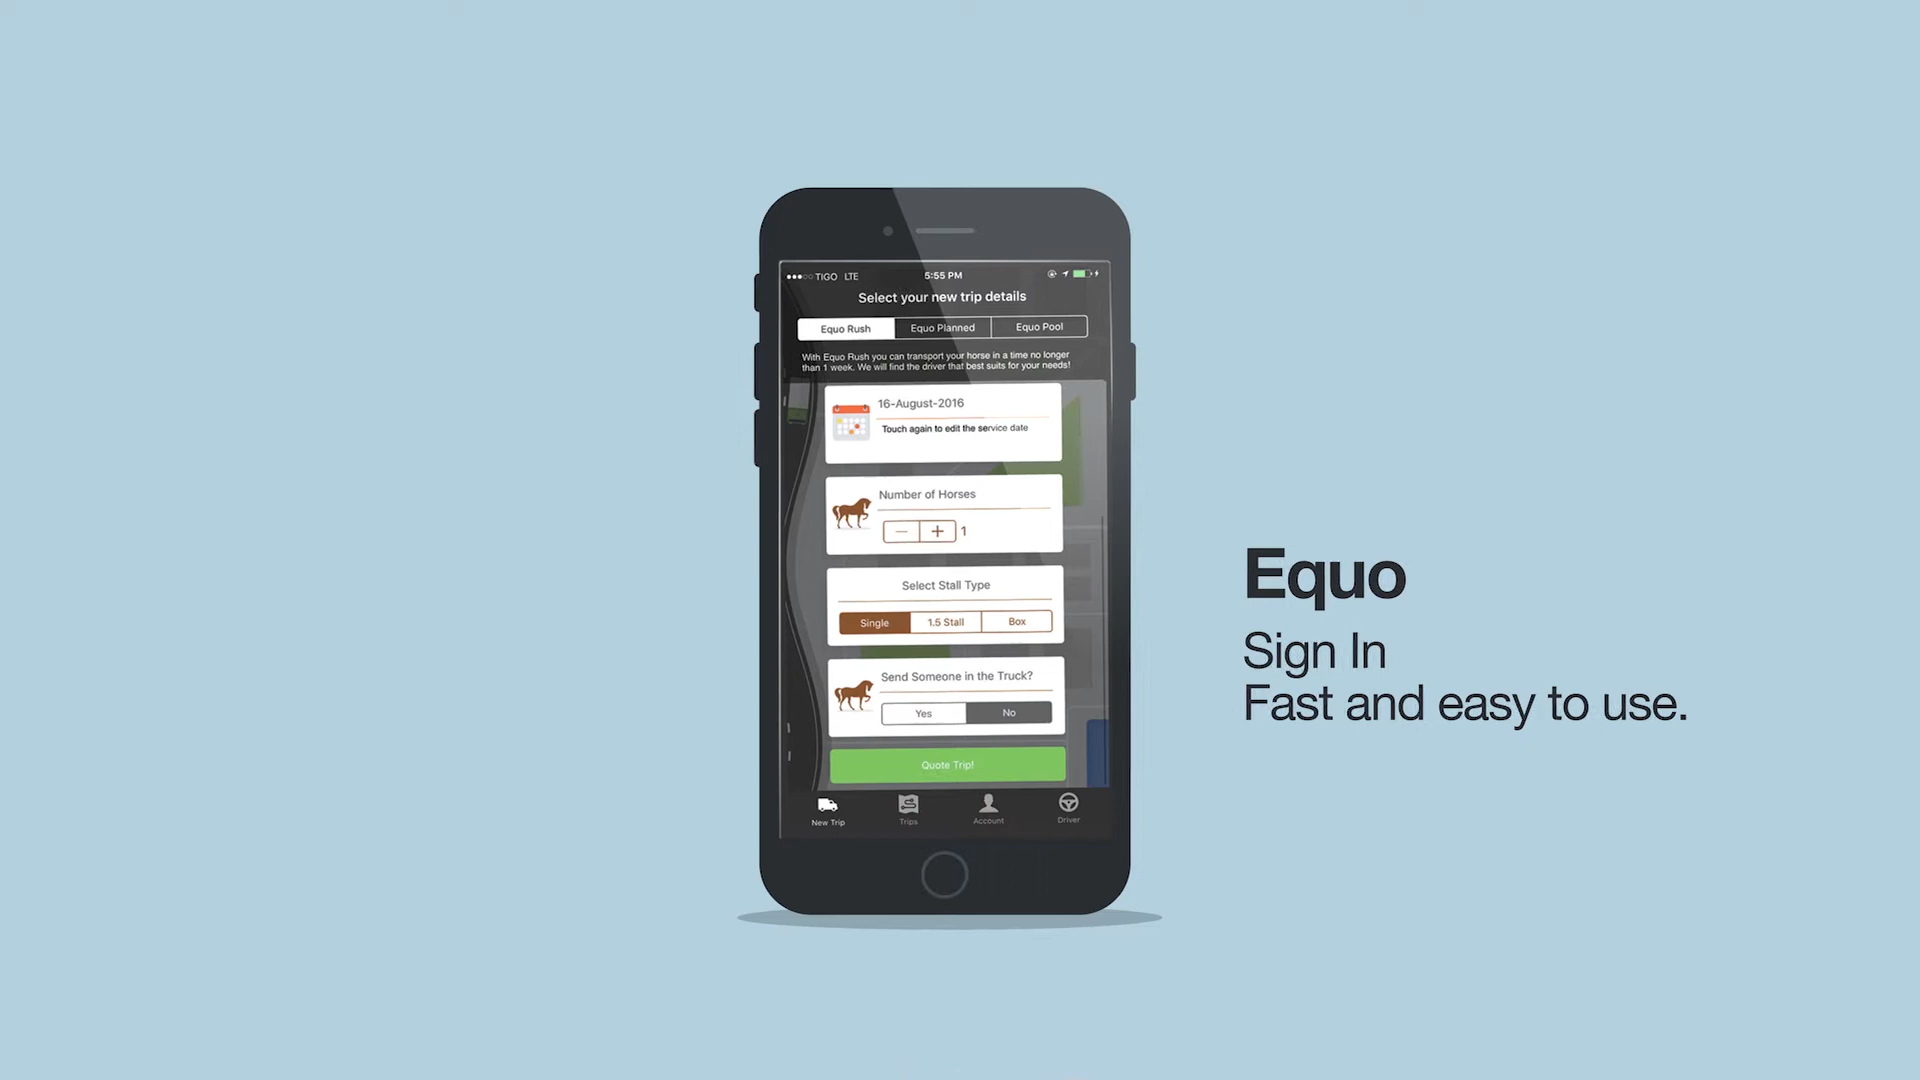 TIGO LTE 5:55 PM
Select your new trip details
Equo Rush Equo Planned Equo Pool
With Equo Rush you can transport your horse in a time no longer
than 1 week. We will find the driver that best suits for your needs!
16-August-2016
Touch again to edit the service date
Number of Horses
1
Select Stall Type
Single 1.5 Stall Box
Send Someone in the Truck?
Yes No
Quote Trip!
New Trip Trips Account Driver
Equo
Sign In
Fast and easy to use.